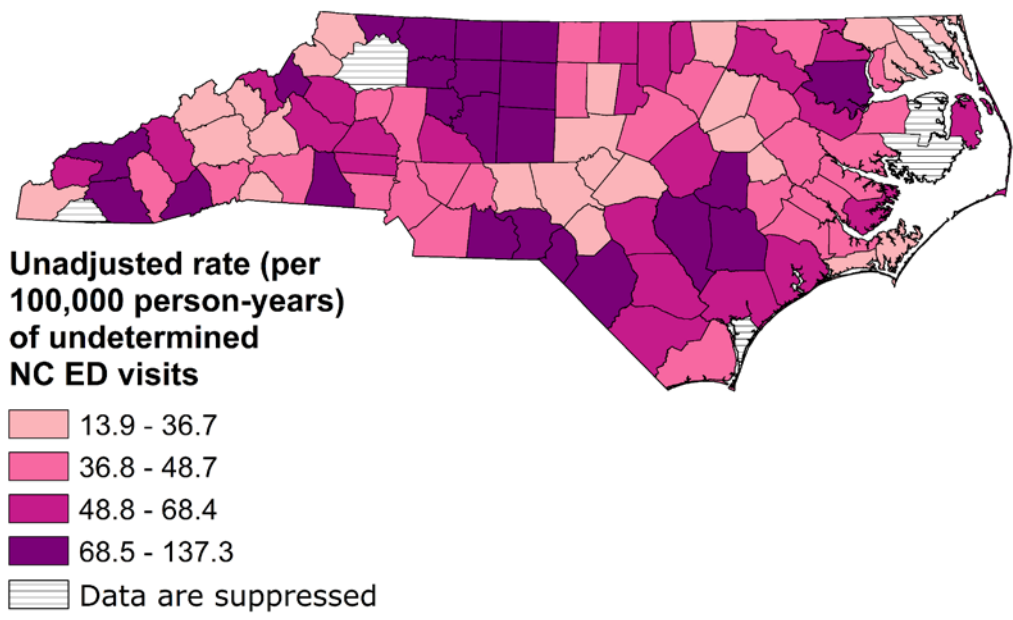 Unadjusted rate (per
100,000 person-years)
of undetermined
NC ED visits
13.9 - 36.7
36.8 - 48.7
48.8 - 68.4
68.5 - 137.3
Data are suppressed